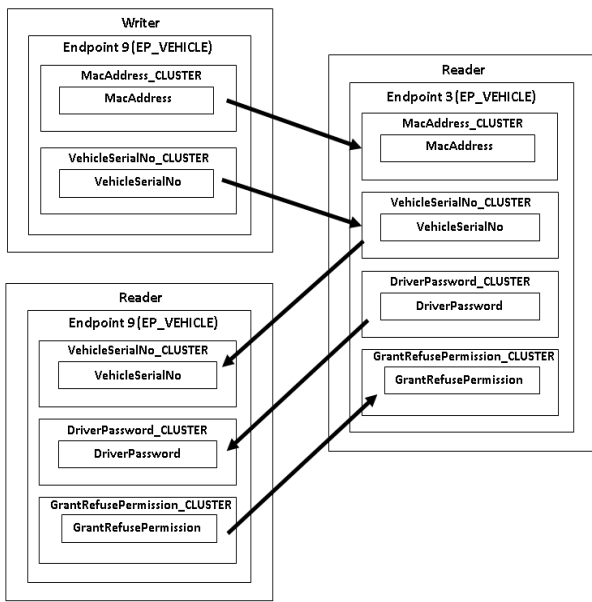 Writer
Endpoint 9 (EP_VEHICLE)
MacAddress_CLUSTER
MacAddress
VehicleSerialNo_CLUSTER
VehicleSerialNo
Reader
Endpoint 3 (EP_VEHICLE)
MacAddress_CLUSTER
MacAddress
VehicleSerialNo_CLUSTER
VehicleSerialNo
DriverPassword_CLUSTER
DriverPassword
GrantRefusePermission_CLUSTER
GrantRefusePermission
Reader
Endpoint 9 (EP_VEHICLE)
VehicleSerialNo_CLUSTER
VehicleSerialNo
DriverPassword_CLUSTER
DriverPassword
GrantRefusePermission_CLUSTER
GrantRefusePermission